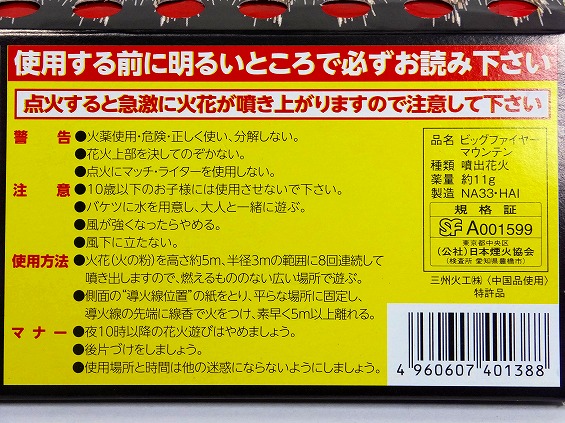 使用する前に明るいところで必ずお読み下さい
点火すると急激に火花が噴き上がりますので注意して下さい
警告 ●火薬使用・危険・正しく使い、分解しない。
●花火上部を決してのぞかない。
●点火にマッチ・ライターを使用しない。
注意 ●10歳以下のお子様には使用させないで下さい。
●バケツに水を用意し、大人と一緒に遊ぶ。
●風が強くなったらやめる。
●風下に立たない。
使用方法 ●火花(火の粉)を高さ約5m、半径3mの範囲に8回連続して
噴き出しますので、燃えるもののない広い場所で遊ぶ。
●側面の“導火線位置”の紙をとり、平らな場所に固定し、
導火線の先端に線香で火をつけ、素早く5m以上離れる。
マナー ●夜10時以降の花火遊びはやめましょう。
●後片づけをしましょう。
●使用場所と時間は他の迷惑にならないようにしましょう。
品名 ビッグファイヤー
マウンテン
種類 噴出花火
薬量 約11g
製造 NA33・HAI
規格証
SF A001599
東京都中央区
(公社)日本煙火協会
(検査所 愛知県豊橋市)
三州火工㈱〈中国品使用〉
特許品
4 960607 401388